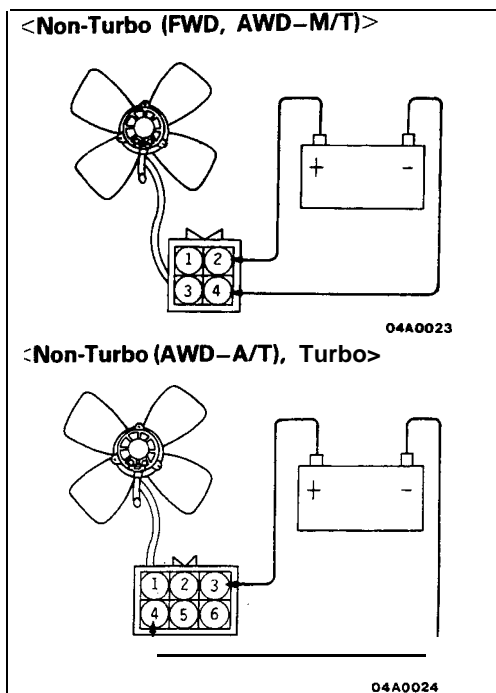 <Non-Turbo (FWD, AWD–M/T)>
+ -
1 2
3 4
04A0023
<Non-Turbo (AWD–A/T), Turbo>
+ -
1 2 3
4 5 6
04A0024